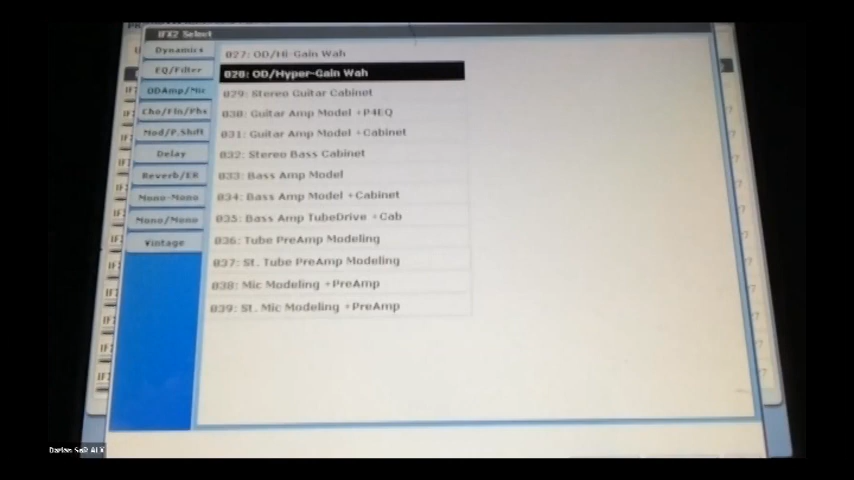 IFX2 Select
Dynamics
EQ/Filter
ODAmp/Mic
Cho/Fln/Phs
Mod/P.Shift
Delay
Reverb/ER
Mono-Mono
Mono/Mono
Vintage
027: OD/Hi-Gain Wah
028: OD/Hyper-Gain Wah
029: Stereo Guitar Cabinet
030: Guitar Amp Model +P4EQ
031: Guitar Amp Model +Cabinet
032: Stereo Bass Cabinet
033: Bass Amp Model
034: Bass Amp Model +Cabinet
035: Bass Amp TubeDrive +Cab
036: Tube PreAmp Modeling
037: St. Tube PreAmp Modeling
038: Mic Modeling +PreAmp
039: St. Mic Modeling +PreAmp